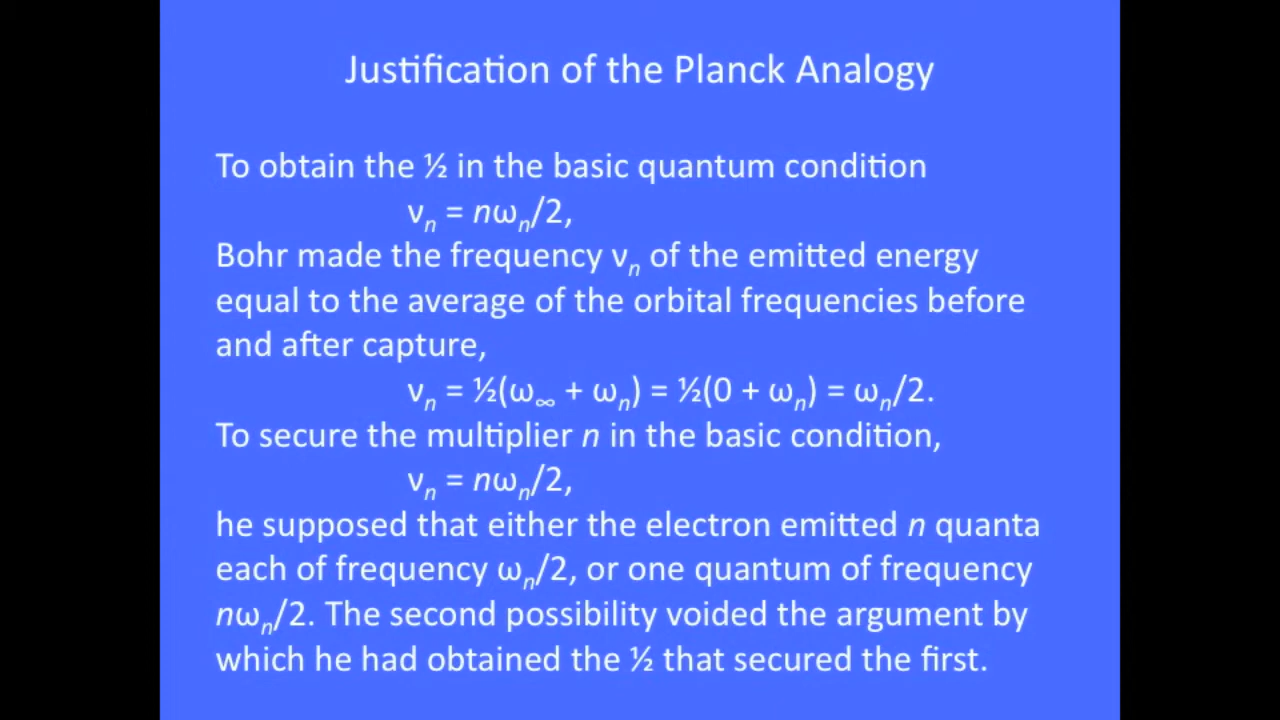 Justification of the Planck Analogy
To obtain the ½ in the basic quantum condition
νn = nωn/2,
Bohr made the frequency νn of the emitted energy
equal to the average of the orbital frequencies before
and after capture,
νn = ½(ω∞ + ωn) = ½(0 + ωn) = ωn/2.
To secure the multiplier n in the basic condition,
νn = nωn/2,
he supposed that either the electron emitted n quanta
each of frequency ωn/2, or one quantum of frequency
nωn/2. The second possibility voided the argument by
which he had obtained the ½ that secured the first.